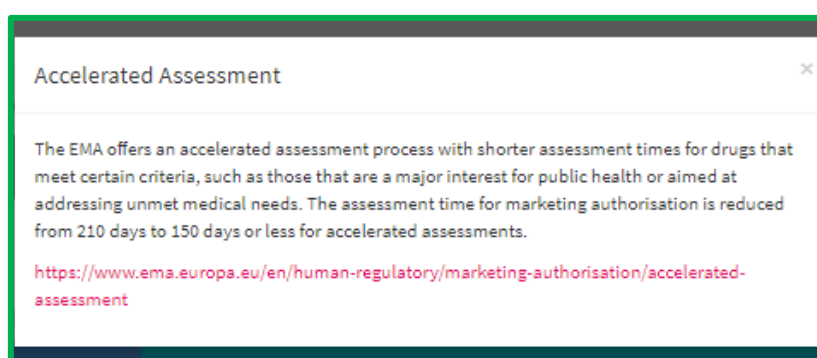 Accelerated Assessment
×
The EMA offers an accelerated assessment process with shorter assessment times for drugs that
meet certain criteria, such as those that are a major interest for public health or aimed at
addressing unmet medical needs. The assessment time for marketing authorisation is reduced
from 210 days to 150 days or less for accelerated assessments.
https://www.ema.europa.eu/en/human-regulatory/marketing-authorisation/accelerated-
assessment